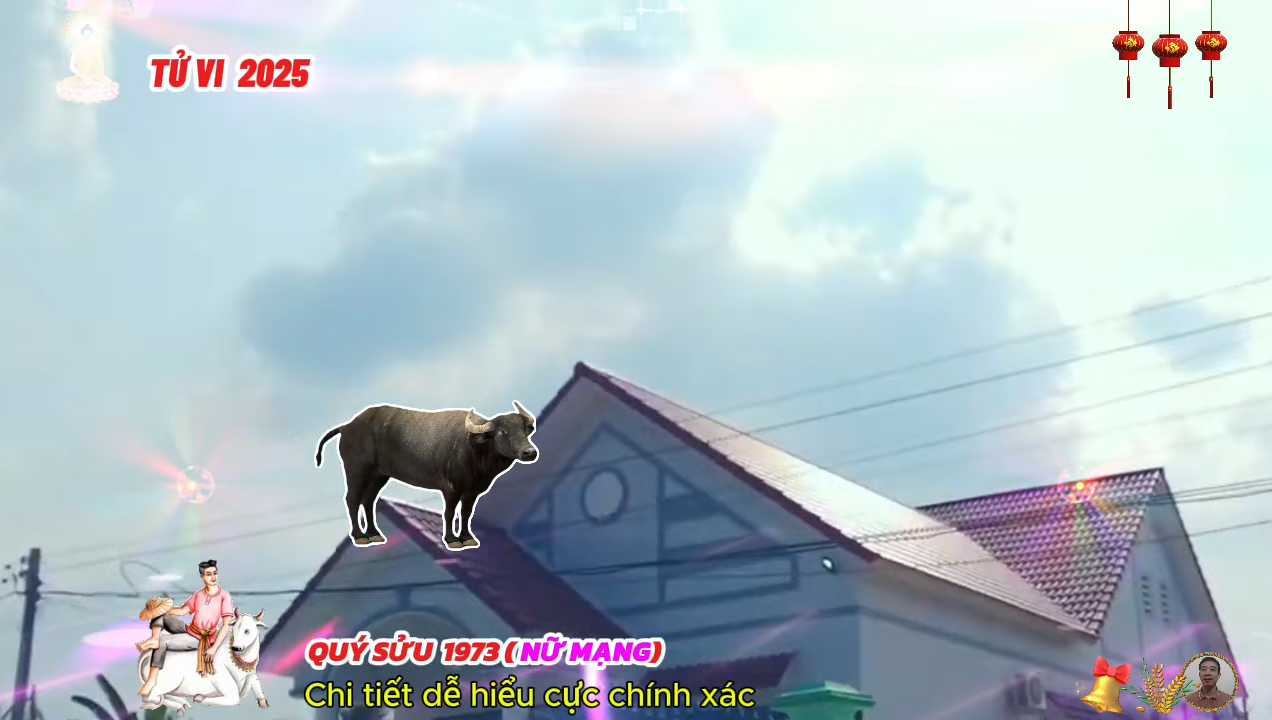 TỬ VI 2025
QUÝ SỬU 1973 ( NỮ MẠNG)
Chi tiết dễ hiểu cực chính xác